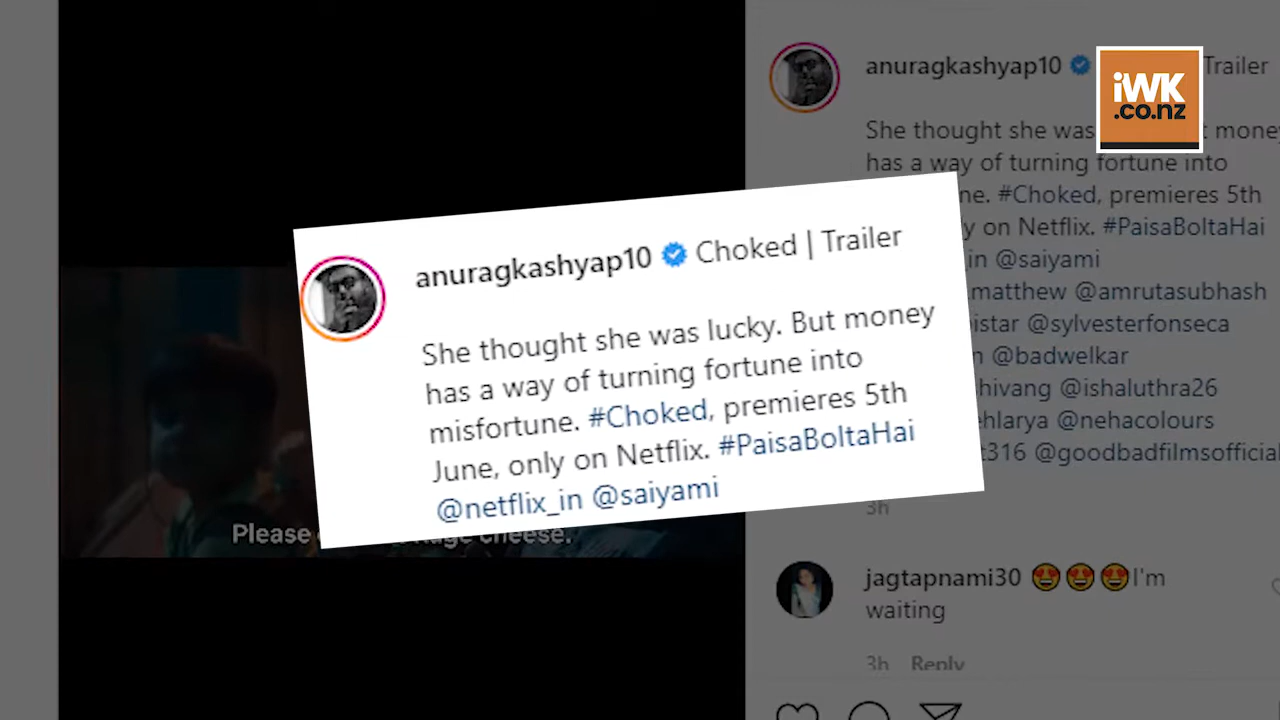 iWK
.co.nz
anuragkashyap10 Choked | Trailer
She thought she was lucky. But money
has a way of turning fortune into
misfortune. #Choked, premieres 5th
June, only on Netflix. #PaisaBoltaHai
@netflix_in @saiyami
anuragkashyap10 Trailer
She thought she was money
has a way of turning fortune into
#Choked, premieres 5th
on Netflix. #PaisaBoltaHai
@saiyami
matthew @amrutasubhash
@sylvesterfonseca
@badwelkar
@ishaluthra26
@nehacolours
@goodbadfilmsofficial
3h
jagtapnami30 😍😍😍I'm
waiting
3h Reply
Please cheese.